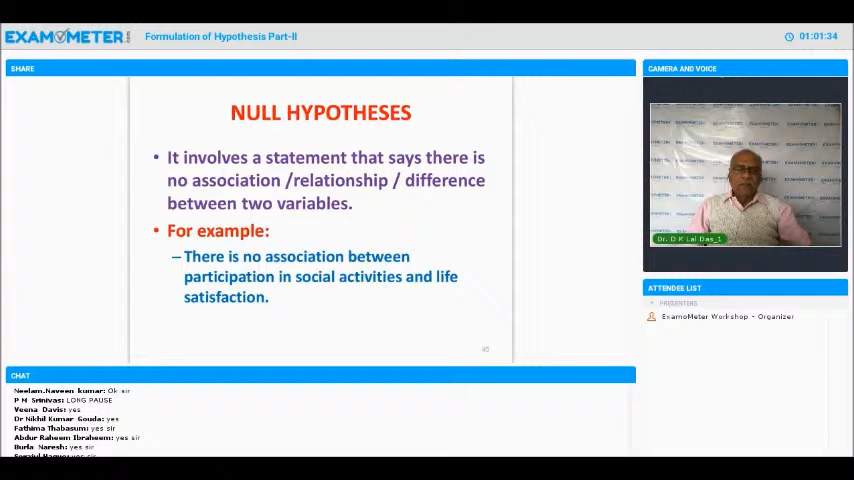 EXAMOMETER.com
Formulation of Hypothesis Part-II
01:01:34
SHARE
NULL HYPOTHESES
• It involves a statement that says there is
no association /relationship / difference
between two variables.
• For example:
–There is no association between
participation in social activities and life
satisfaction.
CAMERA AND VOICE
Dr. D K Lal Das_1
ATTENDEE LIST
PRESENTERS
ExamoMeter Workshop - Organizer
CHAT
Neelam.Naveen kumar: Ok sir
P M Srinivas: LONG PAUSE
Veena Davis: yes
Dr Nikhil Kumar Gouda: yes
Fathima Thabasum: yes sir
Abdur Raheem Ibraheem: yes sir
Burla Naresh: yes sir